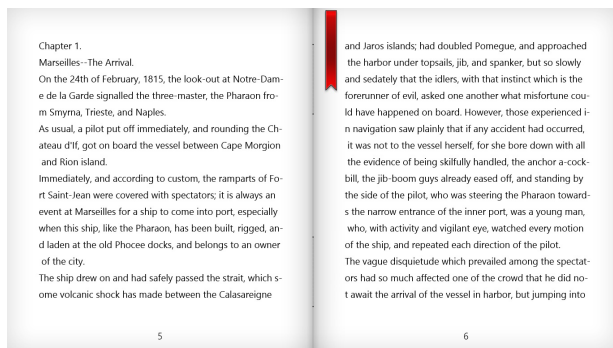 Chapter 1.
Marseilles--The Arrival.
On the 24th of February, 1815, the look-out at Notre-Dam-
e de la Garde signalled the three-master, the Pharaon fro-
m Smyrna, Trieste, and Naples.
As usual, a pilot put off immediately, and rounding the Ch-
ateau d'If, got on board the vessel between Cape Morgion
and Rion island.
Immediately, and according to custom, the ramparts of Fo-
rt Saint-Jean were covered with spectators; it is always an
event at Marseilles for a ship to come into port, especially
when this ship, like the Pharaon, has been built, rigged, an-
d laden at the old Phocee docks, and belongs to an owner
of the city.
The ship drew on and had safely passed the strait, which s-
ome volcanic shock has made between the Calasareigne
5
and Jaros islands; had doubled Pomegue, and approached
the harbor under topsails, jib, and spanker, but so slowly
and sedately that the idlers, with that instinct which is the
forerunner of evil, asked one another what misfortune cou-
ld have happened on board. However, those experienced i-
n navigation saw plainly that if any accident had occurred,
it was not to the vessel herself, for she bore down with all
the evidence of being skilfully handled, the anchor a-cock-
bill, the jib-boom guys already eased off, and standing by
the side of the pilot, who was steering the Pharaon toward-
s the narrow entrance of the inner port, was a young man,
who, with activity and vigilant eye, watched every motion
of the ship, and repeated each direction of the pilot.
The vague disquietude which prevailed among the spectat-
ors had so much affected one of the crowd that he did no-
t await the arrival of the vessel in harbor, but jumping into
6